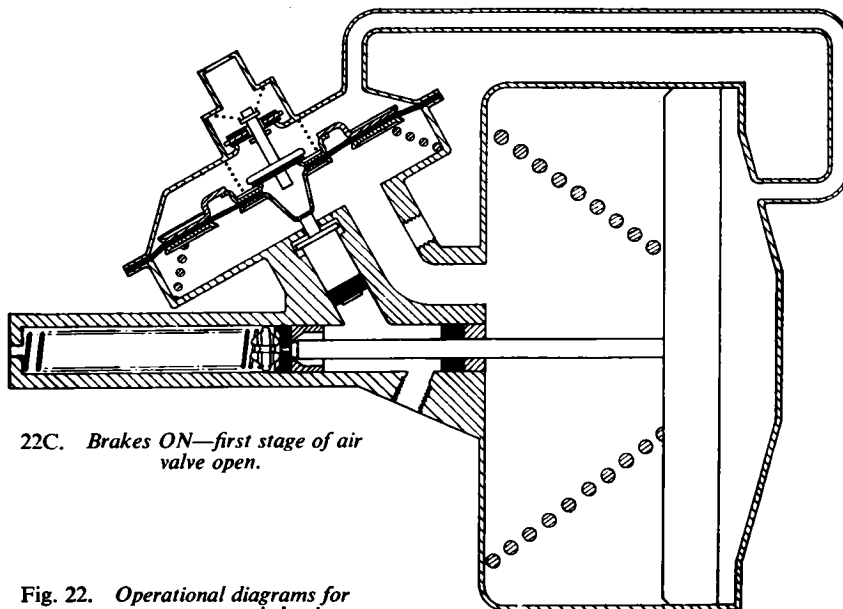 22C. Brakes ON—first stage of air
valve open.
Fig. 22. Operational diagrams for